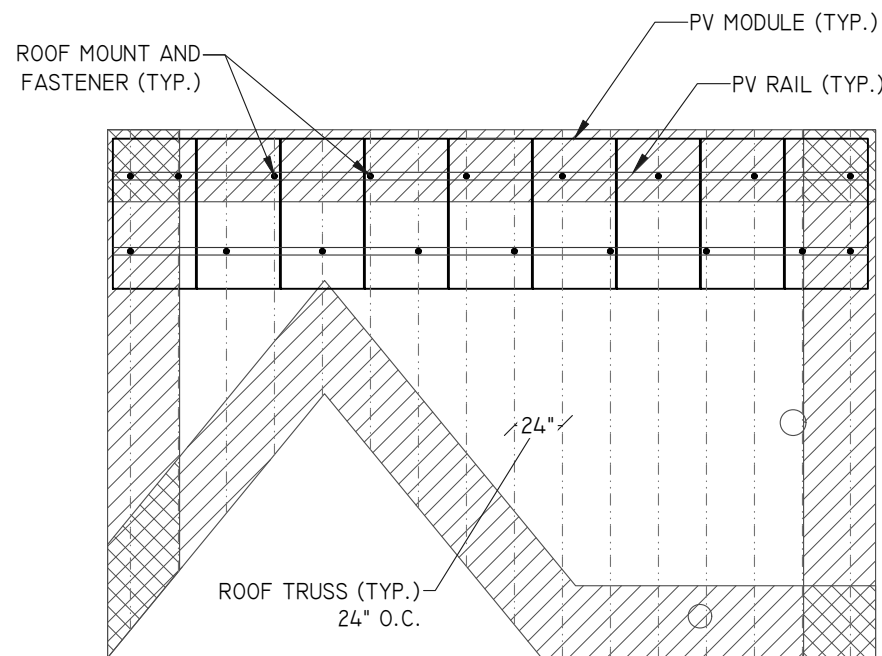 PV MODULE (TYP.)
ROOF MOUNT AND
FASTENER (TYP.)
PV RAIL (TYP.)
24"
ROOF TRUSS (TYP.)
24" O.C.